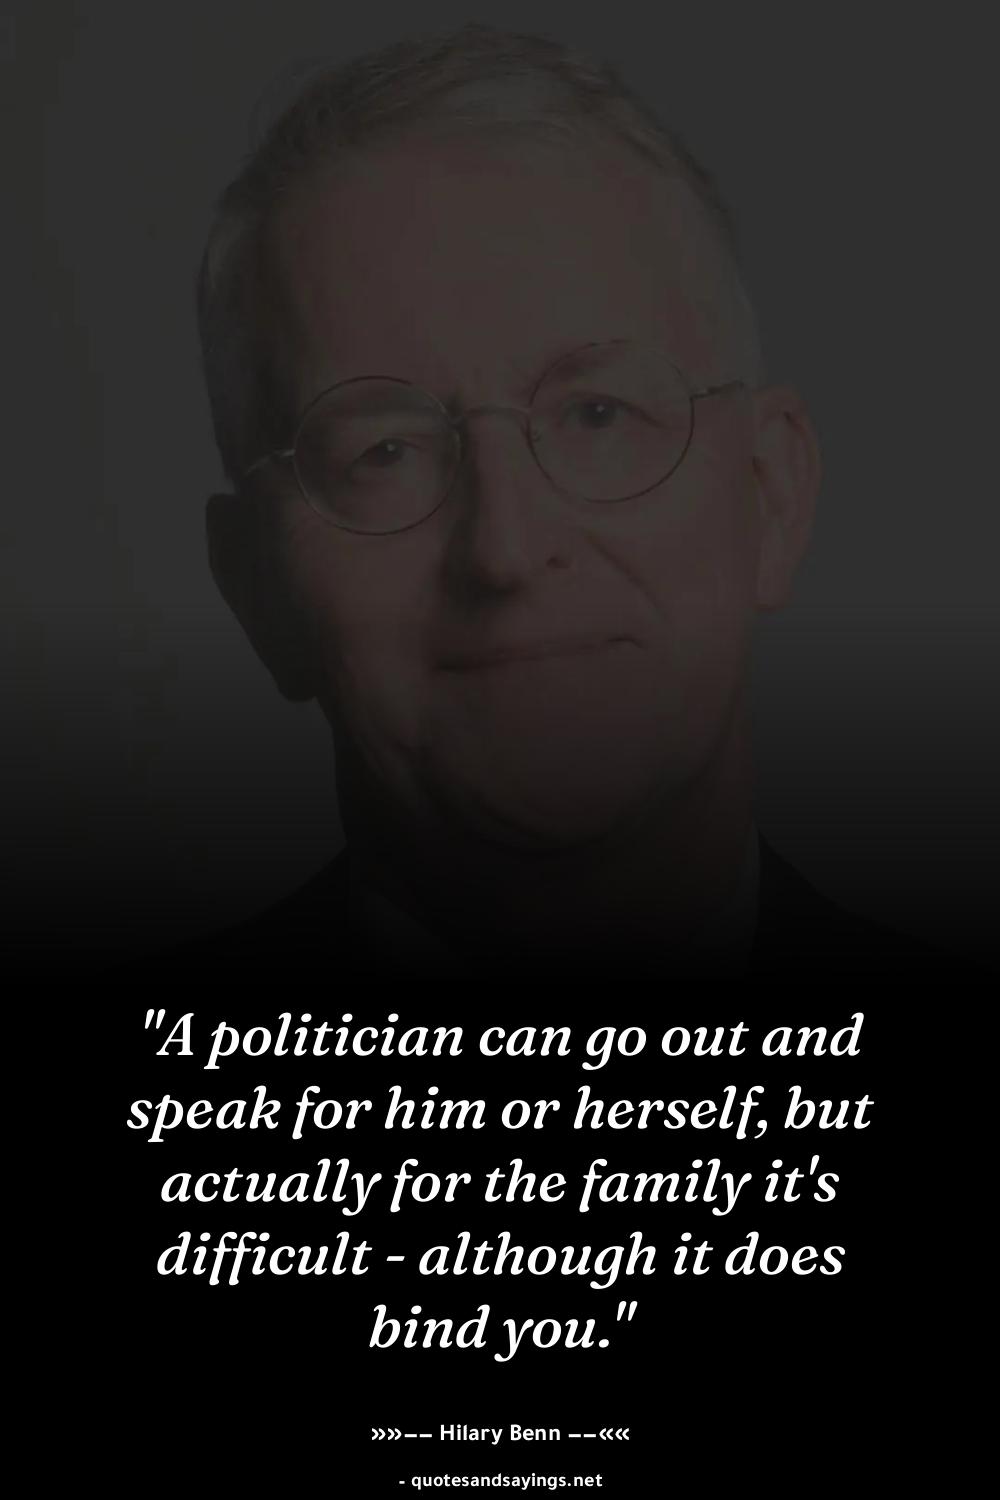 "A politician can go out and
speak for him or herself, but
actually for the family it's
difficult - although it does
bind you."
»»–– Hilary Benn ––««
- quotesandsayings.net